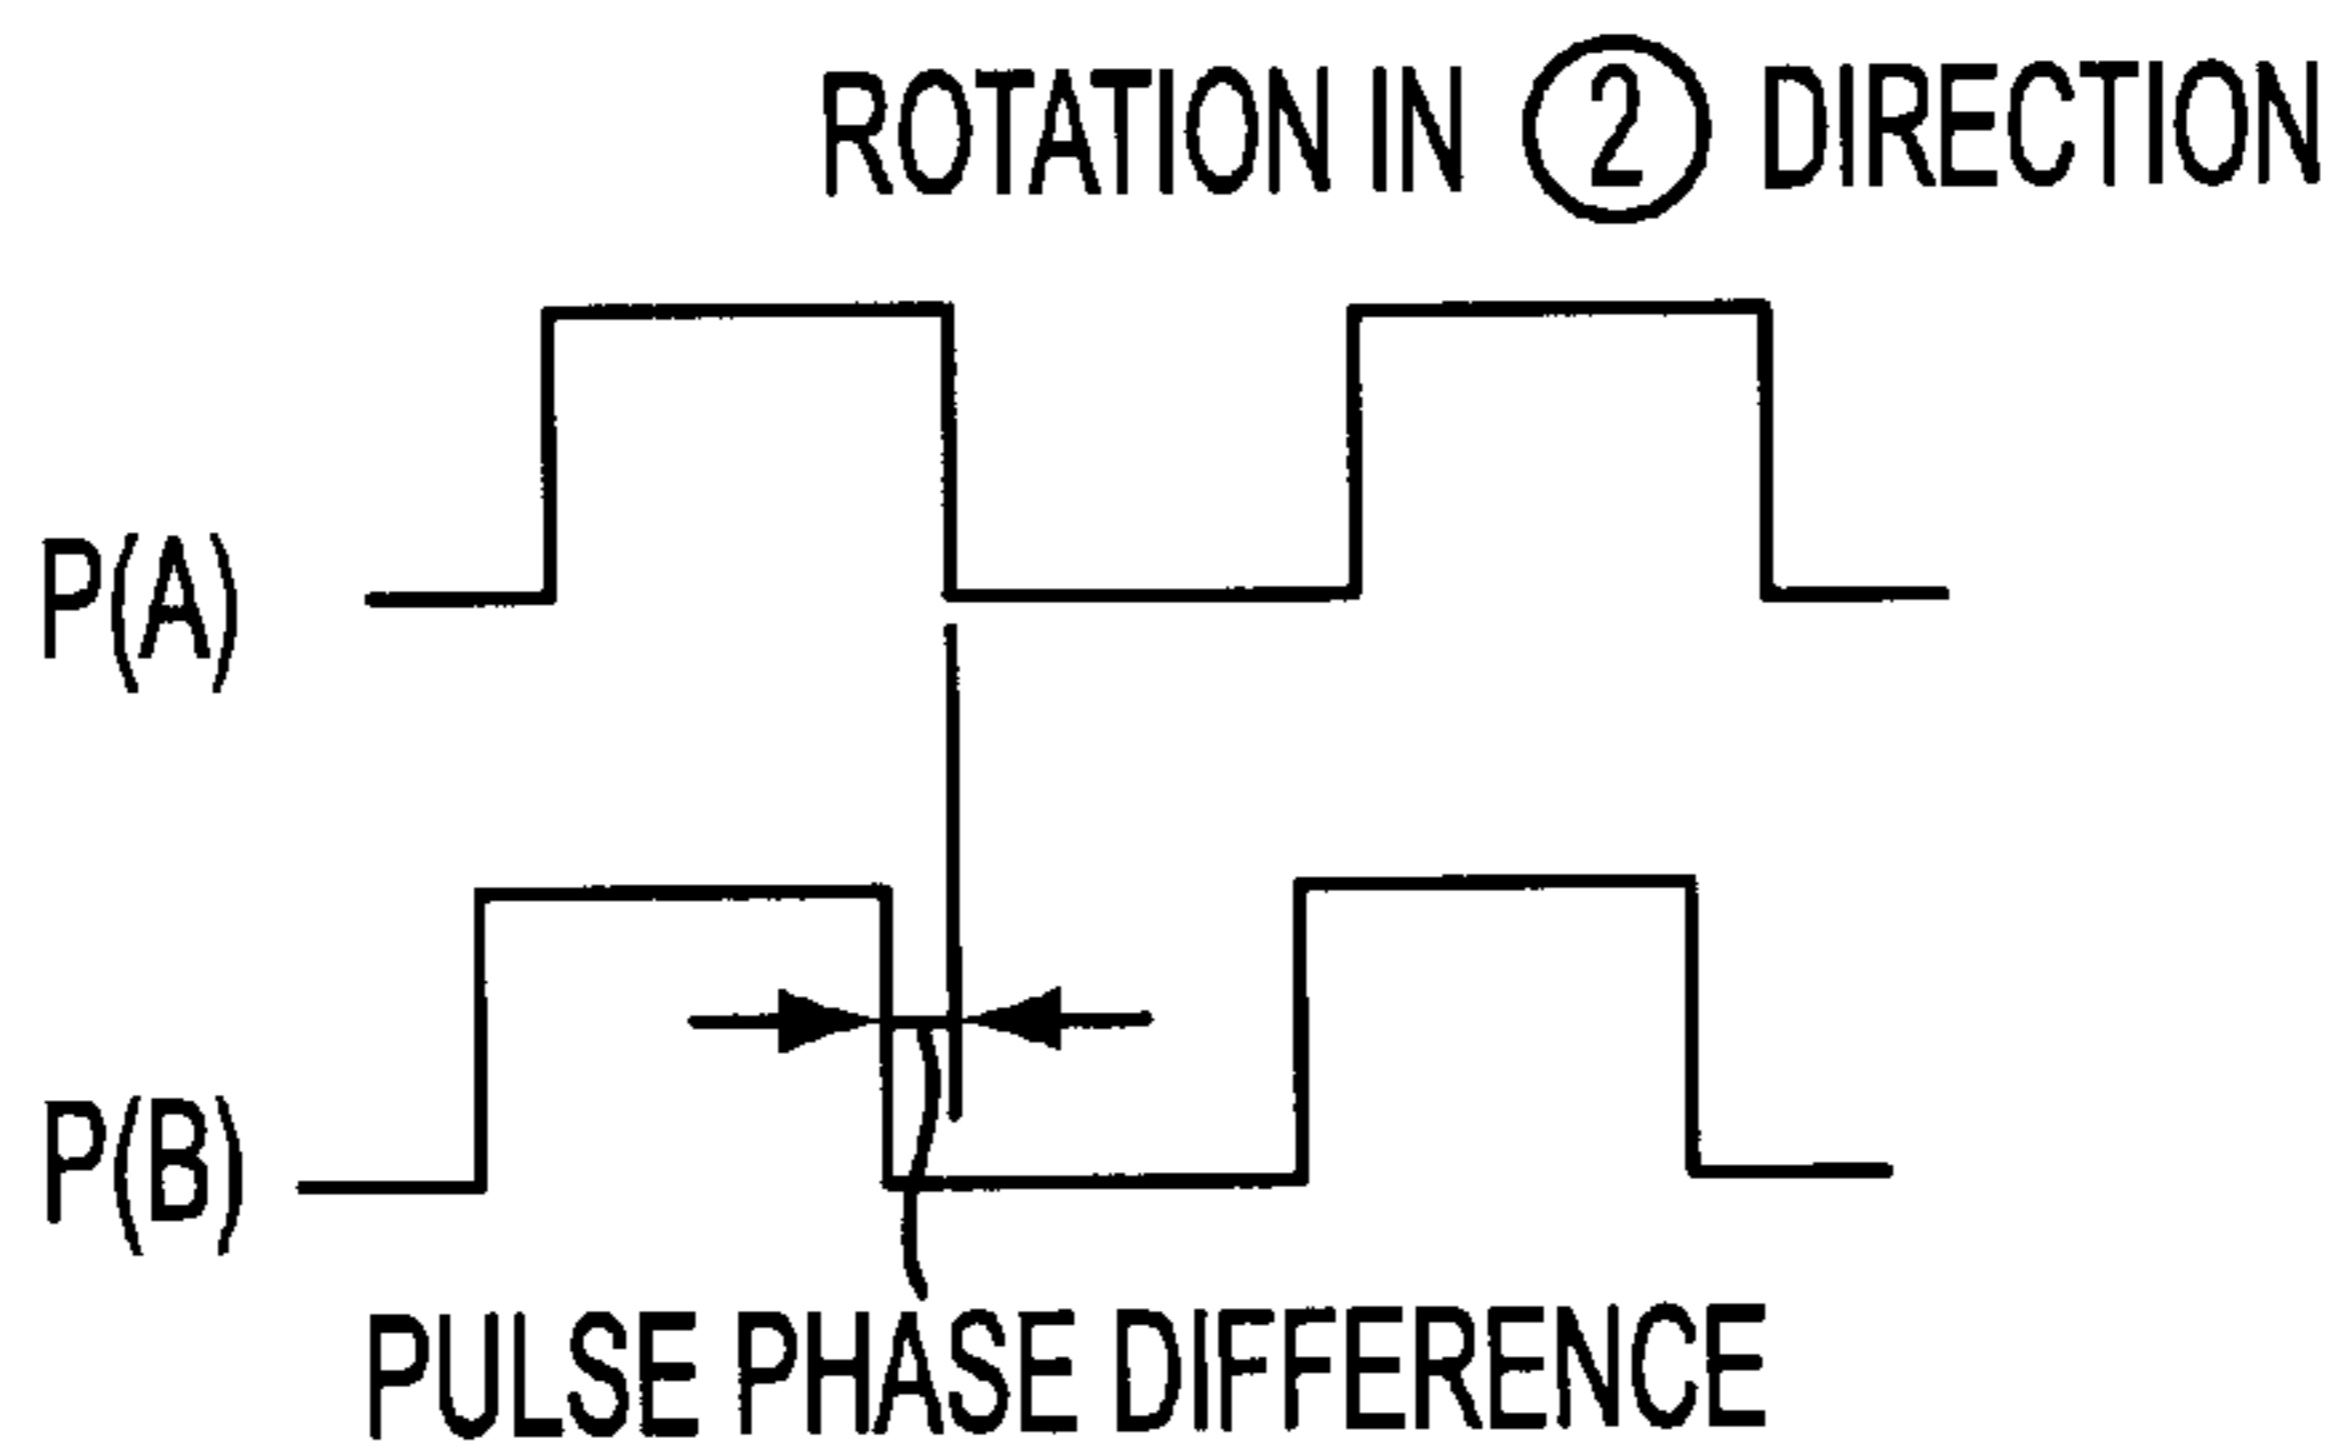 ROTATION IN ② DIRECTION
P(A)
P(B)
PULSE PHASE DIFFERENCE